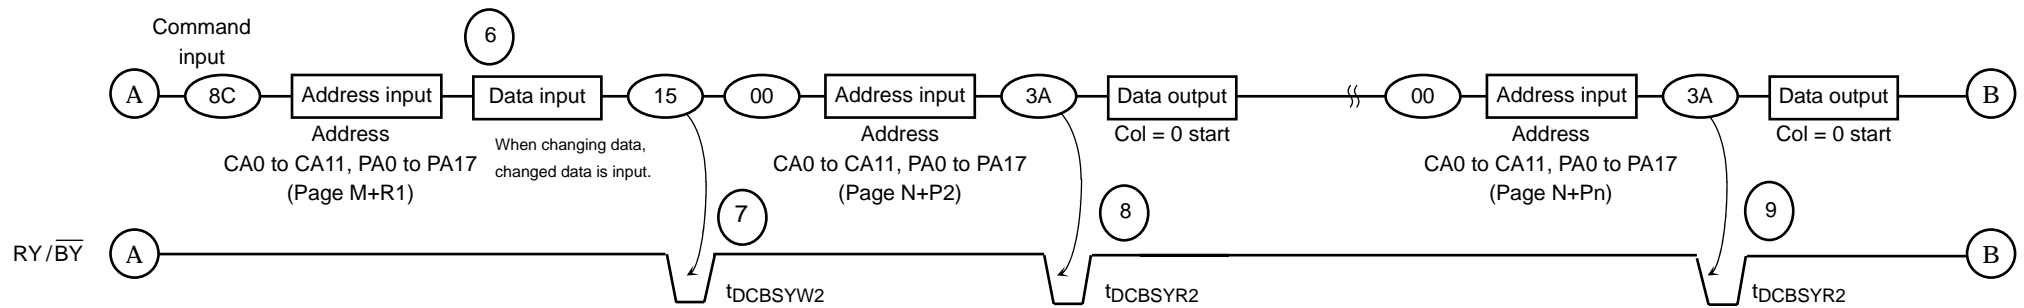 Command
input
6
A 8C Address input Data input 15 00 Address input 3A Data output 00 Address input 3A Data output B
Address
CA0 to CA11, PA0 to PA17
(Page M+R1)
When changing data,
changed data is input.
Address
CA0 to CA11, PA0 to PA17
(Page N+P2)
Col = 0 start
Address
CA0 to CA11, PA0 to PA17
(Page N+Pn)
Col = 0 start
7
8
9
RY/BY A B
tDCBSYW2
tDCBSYR2
tDCBSYR2